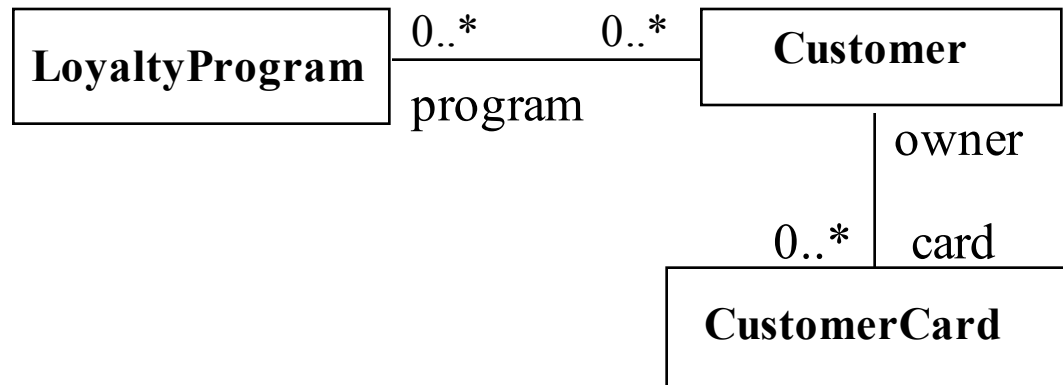 LoyaltyProgram
0..*
0..*
program
Customer
owner
0..*
card
CustomerCard